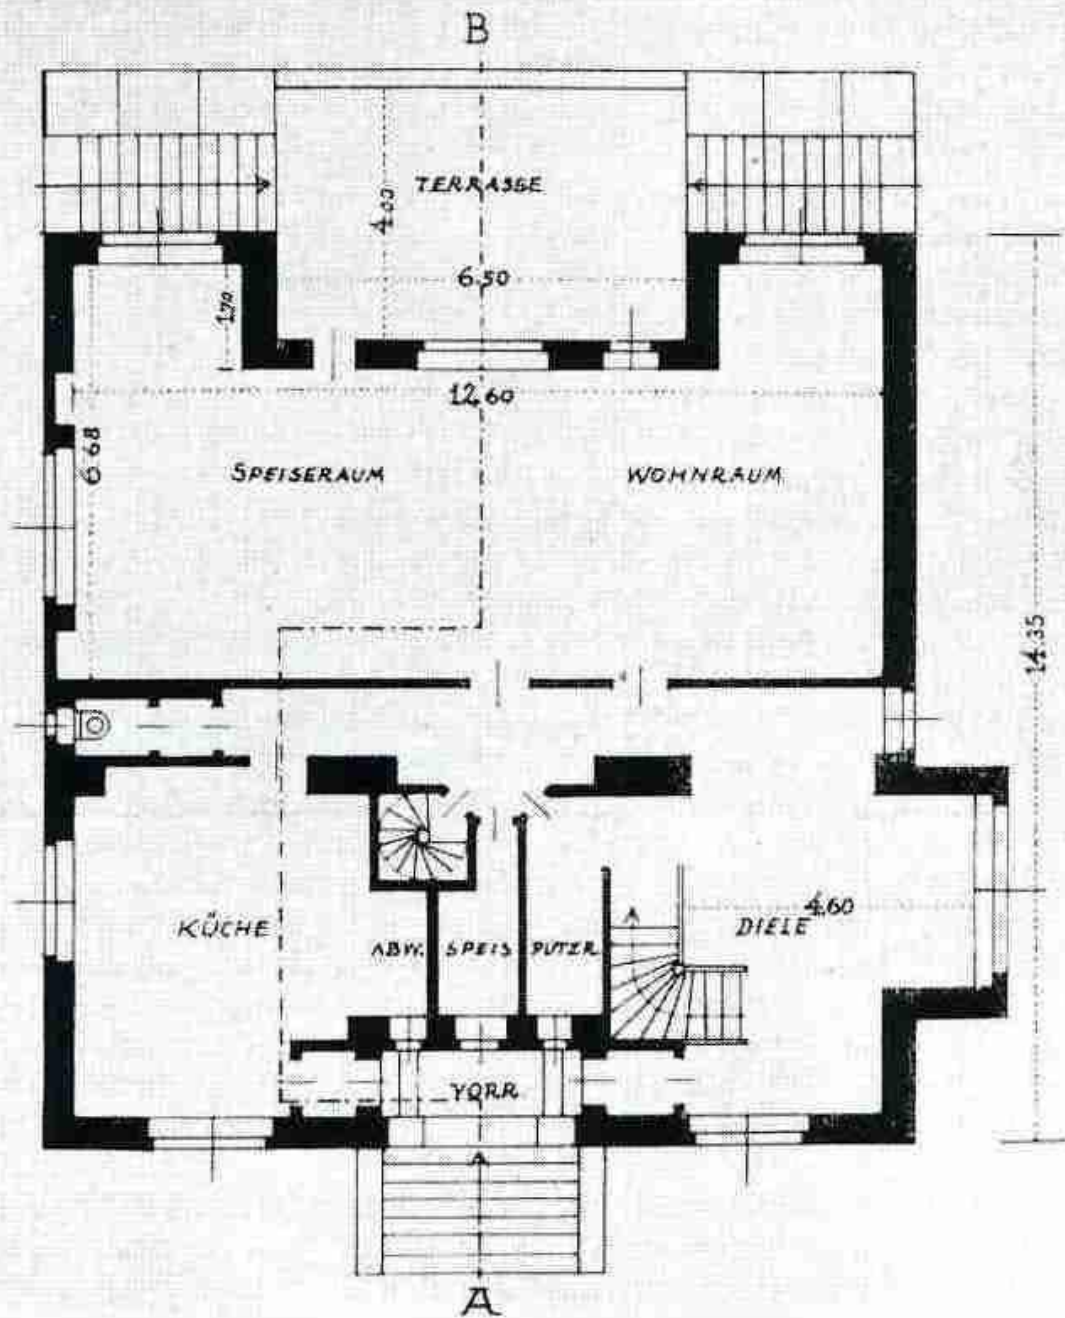 B
TERRASSE
4.00
6.50
1.70
12.60
6.68
SPEISERAUM
WOHNRAUM
14.35
KÜCHE
ABW.
SPEIS
PUTZR
4.60
DIELE
VORR
A